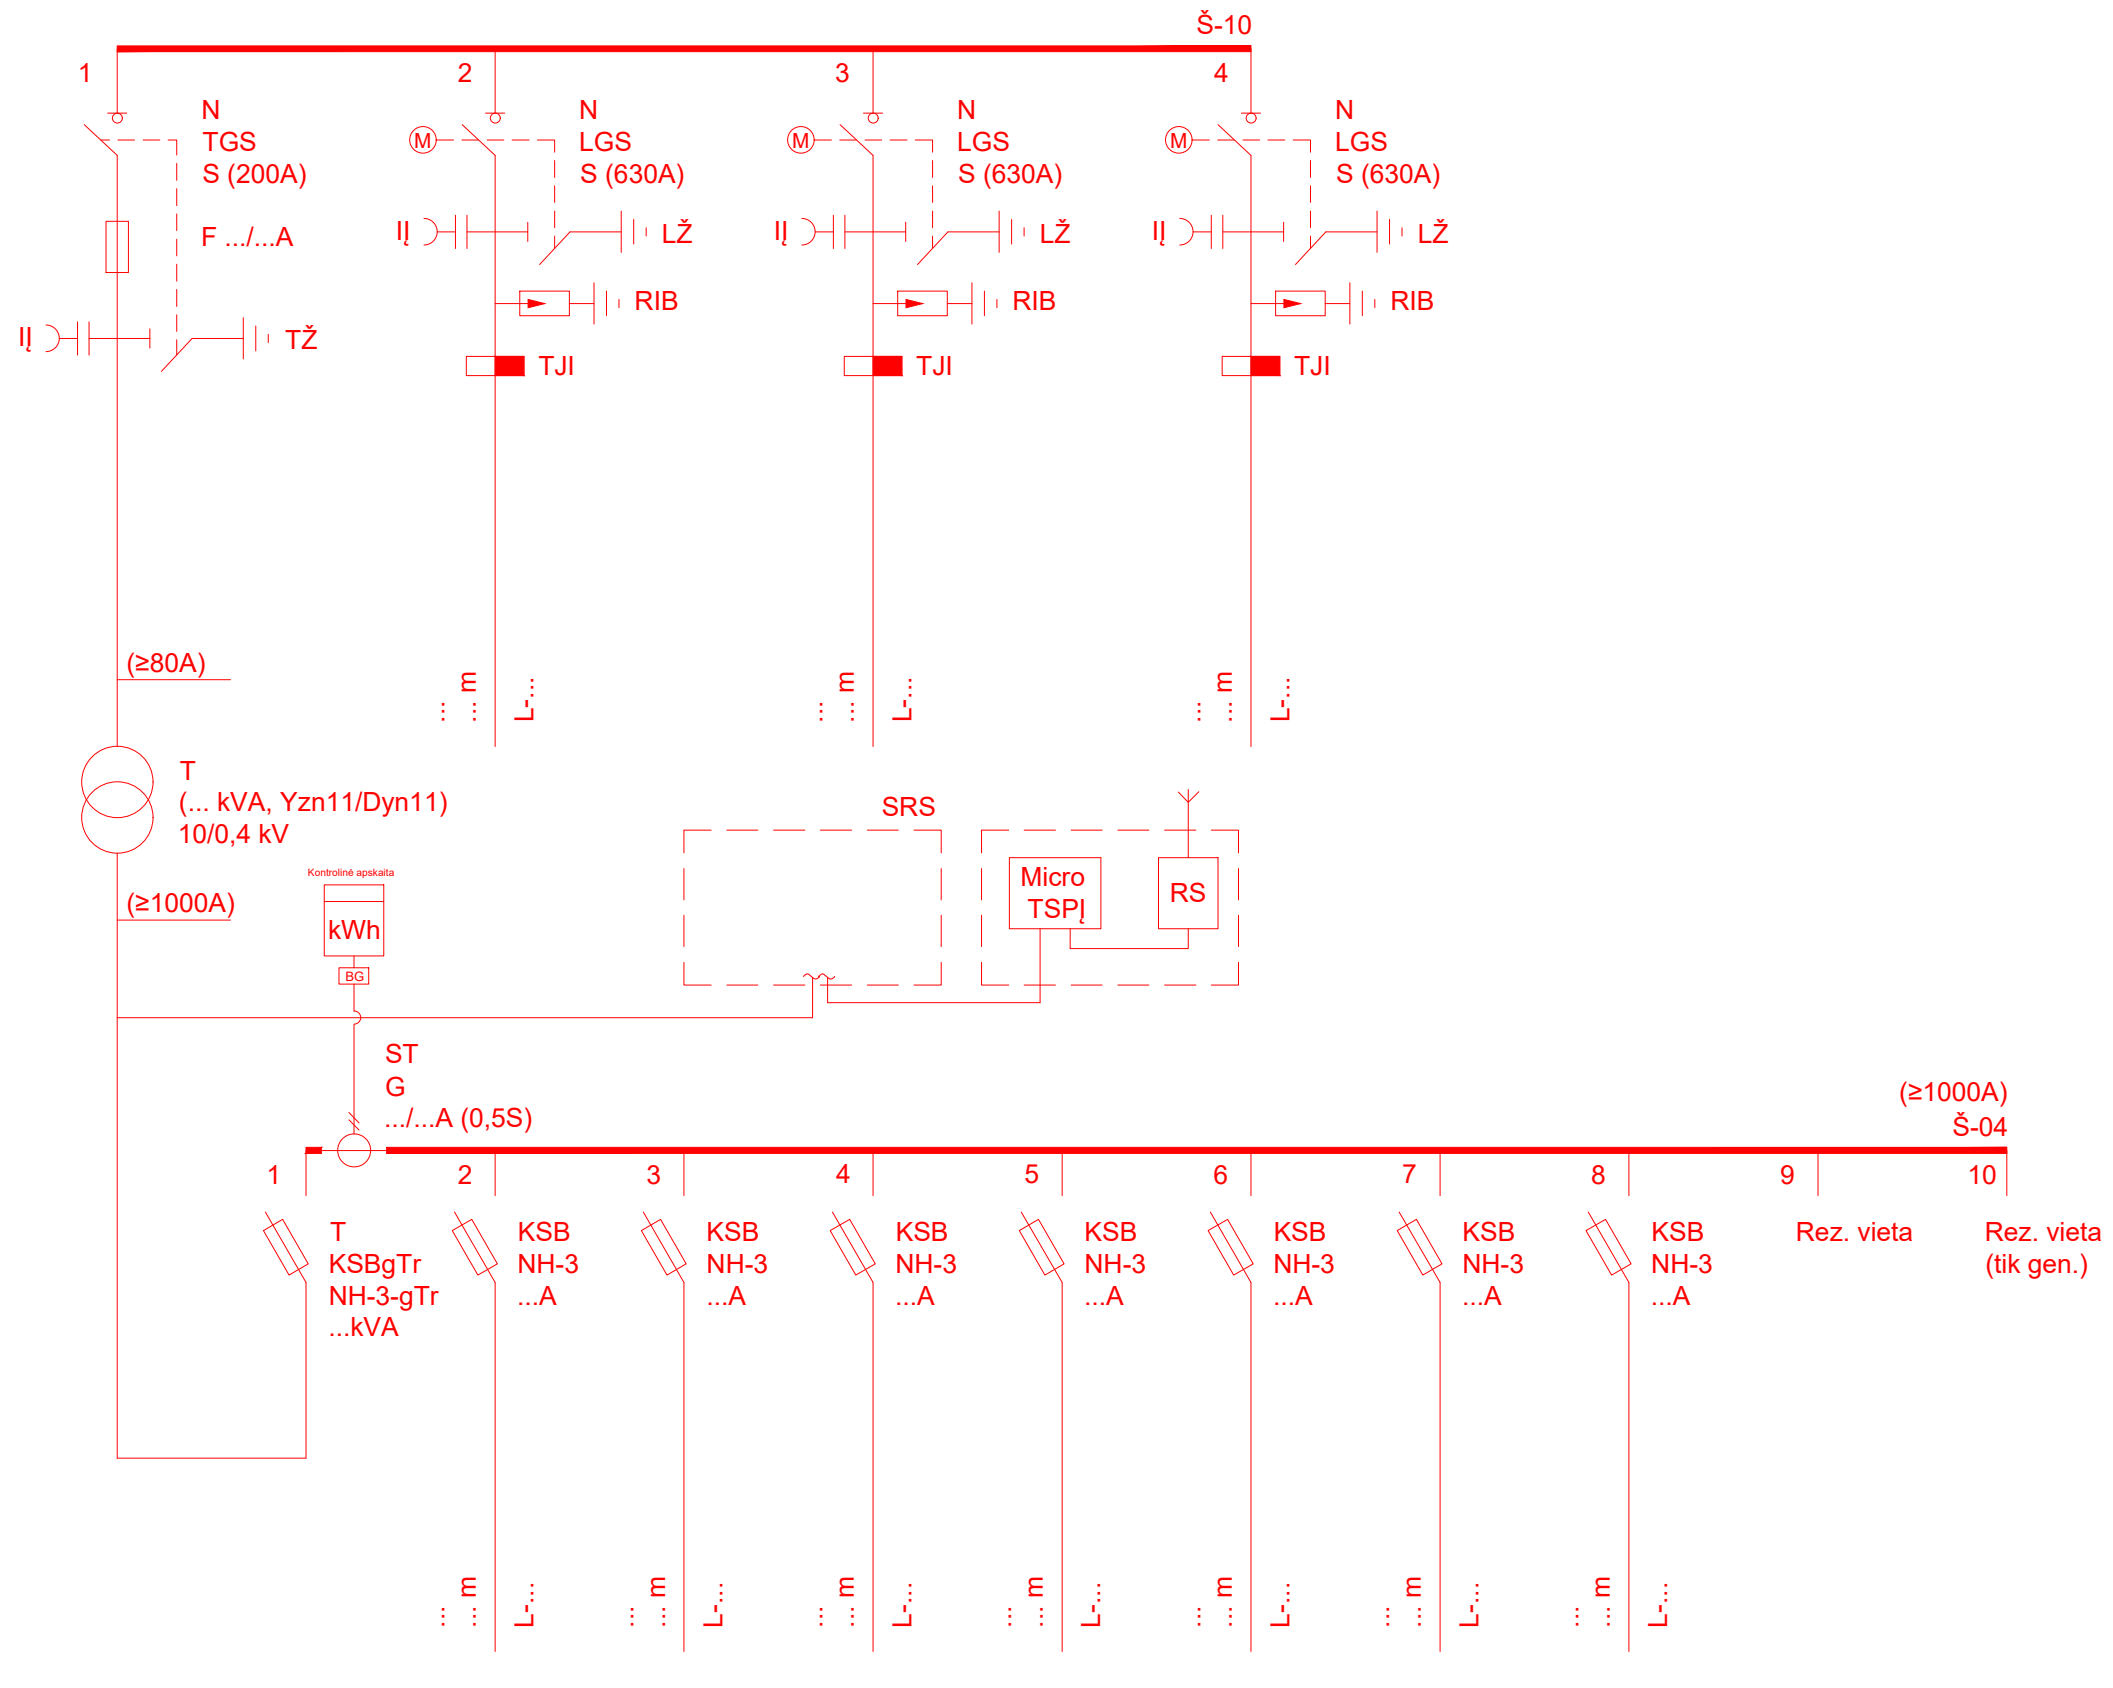 Š-10
1
2
3
4
N
TGS
S (200A)
F .../...A
IĮ
TŽ
M
N
LGS
S (630A)
IĮ
LŽ
RIB
TJI
M
N
LGS
S (630A)
IĮ
LŽ
RIB
TJI
M
N
LGS
S (630A)
IĮ
LŽ
RIB
TJI
(≥80A)
...
... m
L-...
...
... m
L-...
...
... m
L-...
T
(... kVA, Yzn11/Dyn11)
10/0,4 kV
(≥1000A)
Kontrolinė apskaita
kWh
BG
SRS
Micro
TSPĮ
RS
ST
G
.../...A (0,5S)
(≥1000A)
Š-04
1
2
3
4
5
6
7
8
9
10
T
KSBgTr
NH-3-gTr
...kVA
KSB
NH-3
...A
KSB
NH-3
...A
KSB
NH-3
...A
KSB
NH-3
...A
KSB
NH-3
...A
KSB
NH-3
...A
KSB
NH-3
...A
Rez. vieta
Rez. vieta
(tik gen.)
...
... m
L-...
...
... m
L-...
...
... m
L-...
...
... m
L-...
...
... m
L-...
...
... m
L-...
...
... m
L-...